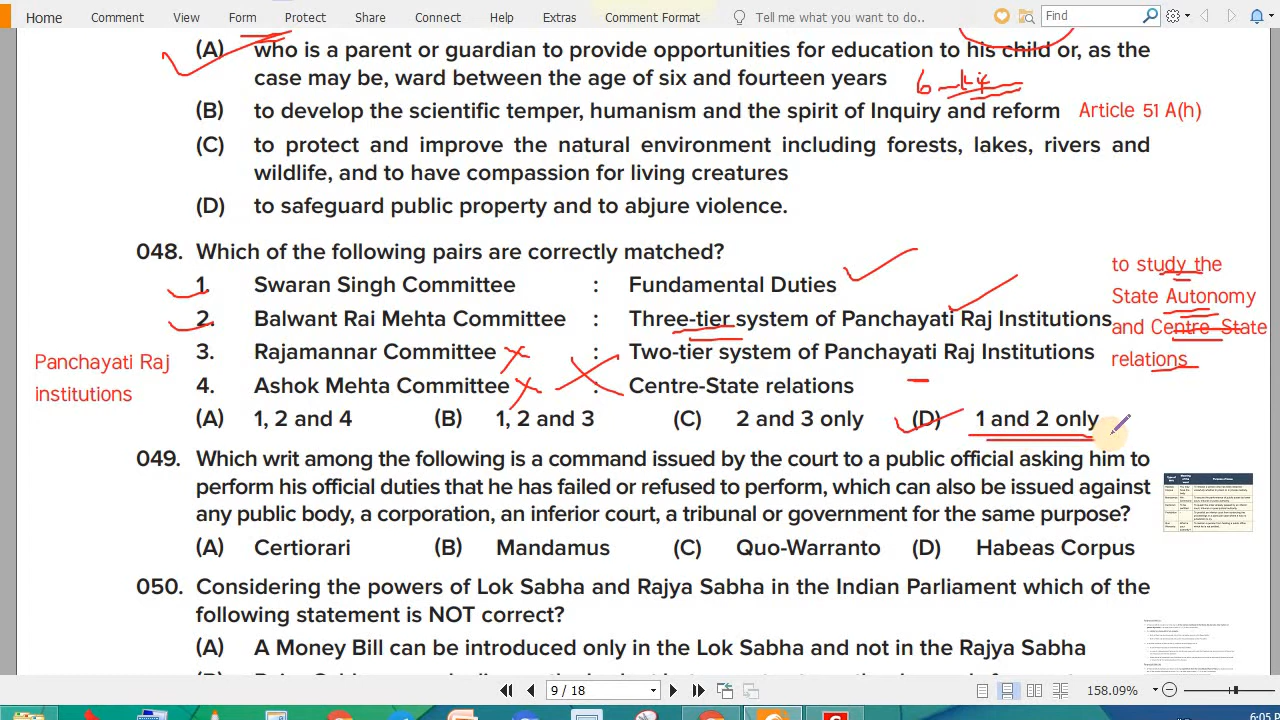 Home Comment View Form Protect Share Connect Help Extras Comment Format Tell me what you want to do.. Find
(A) who is a parent or guardian to provide opportunities for education to his child or, as the
case may be, ward between the age of six and fourteen years 6-14
(B) to develop the scientific temper, humanism and the spirit of Inquiry and reform Article 51 A(h)
(C) to protect and improve the natural environment including forests, lakes, rivers and
wildlife, and to have compassion for living creatures
(D) to safeguard public property and to abjure violence.
048. Which of the following pairs are correctly matched?
1. Swaran Singh Committee : Fundamental Duties
2. Balwant Rai Mehta Committee : Three-tier system of Panchayati Raj Institutions
3. Rajamannar Committee : Two-tier system of Panchayati Raj Institutions
4. Ashok Mehta Committee : Centre-State relations
to study the
State Autonomy
and Centre-State
relations
Panchayati Raj
institutions
(A) 1, 2 and 4 (B) 1, 2 and 3 (C) 2 and 3 only (D) 1 and 2 only
049. Which writ among the following is a command issued by the court to a public official asking him to
perform his official duties that he has failed or refused to perform, which can also be issued against
any public body, a corporation, an inferior court, a tribunal or government for the same purpose?
(A) Certiorari (B) Mandamus (C) Quo-Warranto (D) Habeas Corpus
050. Considering the powers of Lok Sabha and Rajya Sabha in the Indian Parliament which of the
following statement is NOT correct?
(A) A Money Bill can be introduced only in the Lok Sabha and not in the Rajya Sabha
9 / 18 158.09%
6:05 P